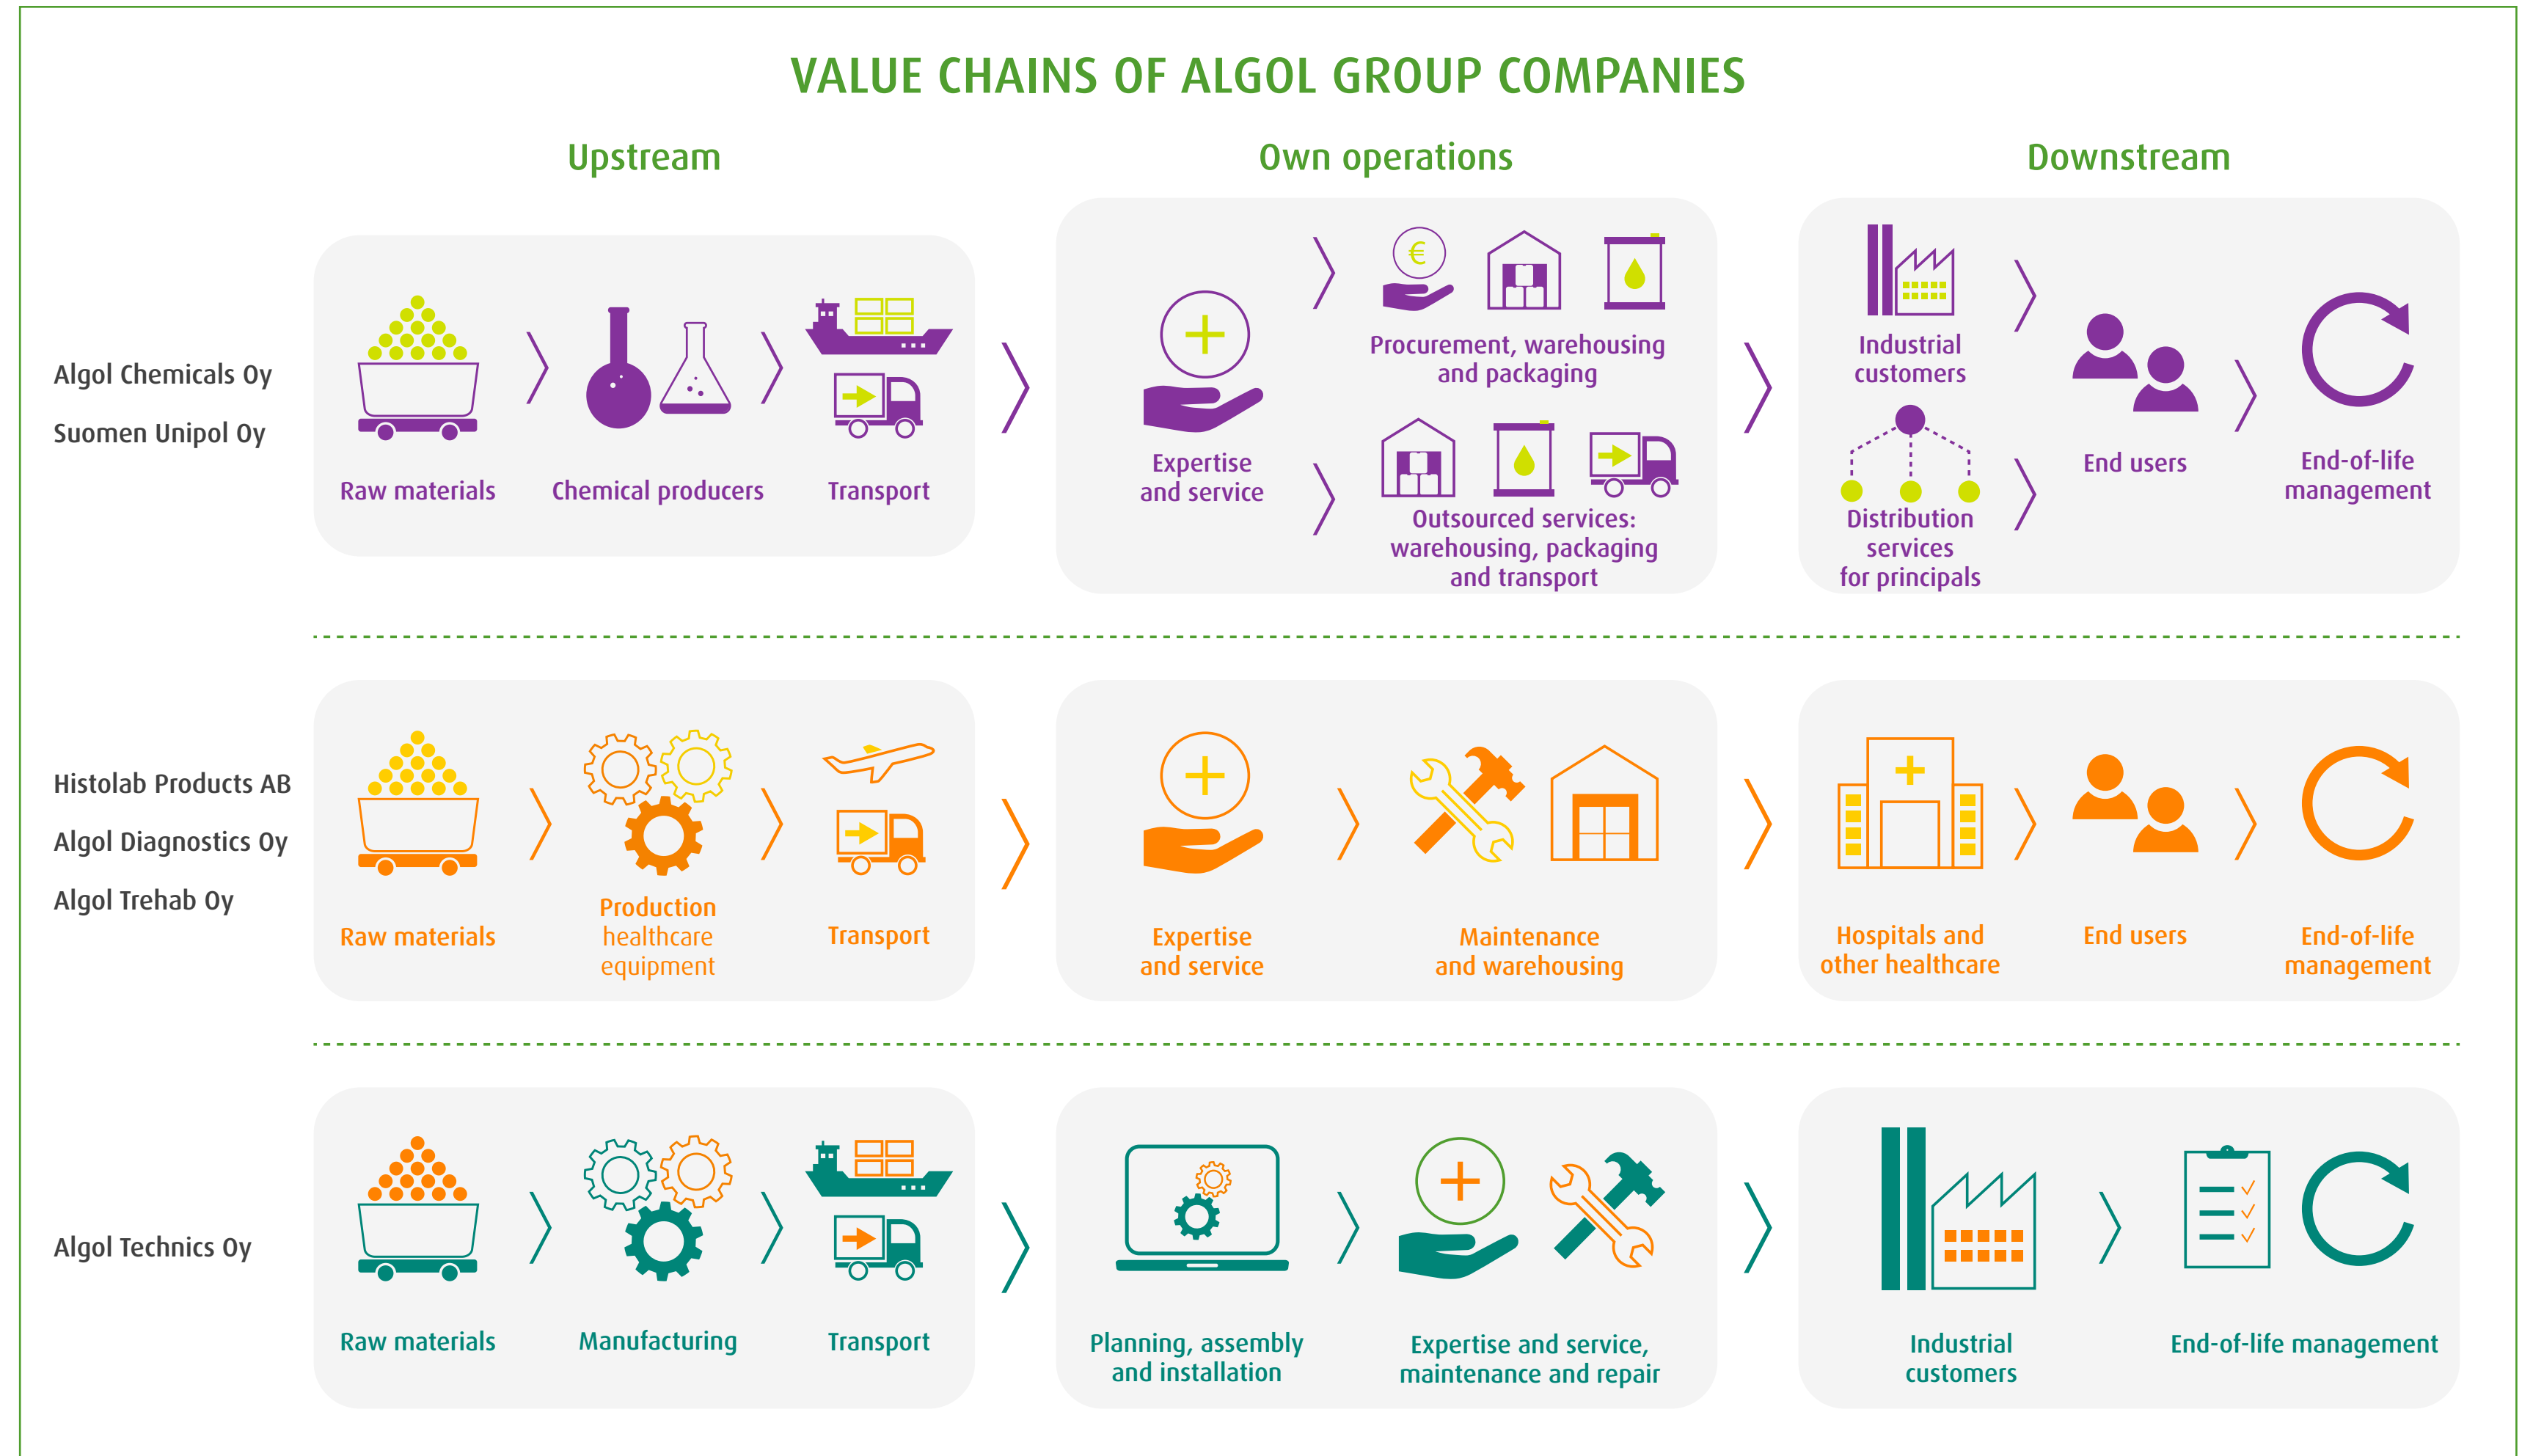 VALUE CHAINS OF ALGOL GROUP COMPANIES
Upstream
Own operations
Downstream
Algol Chemicals Oy
Suomen Unipol Oy
Raw materials
Chemical producers
Transport
Expertise
and service
€
Procurement, warehousing
and packaging
Outsourced services:
warehousing, packaging
and transport
Industrial
customers
Distribution
services
for principals
End users
End-of-life
management
Histolab Products AB
Algol Diagnostics Oy
Algol Trehab Oy
Raw materials
Production
healthcare
equipment
Transport
Expertise
and service
Maintenance
and warehousing
Hospitals and
other healthcare
End users
End-of-life
management
Algol Technics Oy
Raw materials
Manufacturing
Transport
Planning, assembly
and installation
Expertise and service,
maintenance and repair
Industrial
customers
End-of-life management